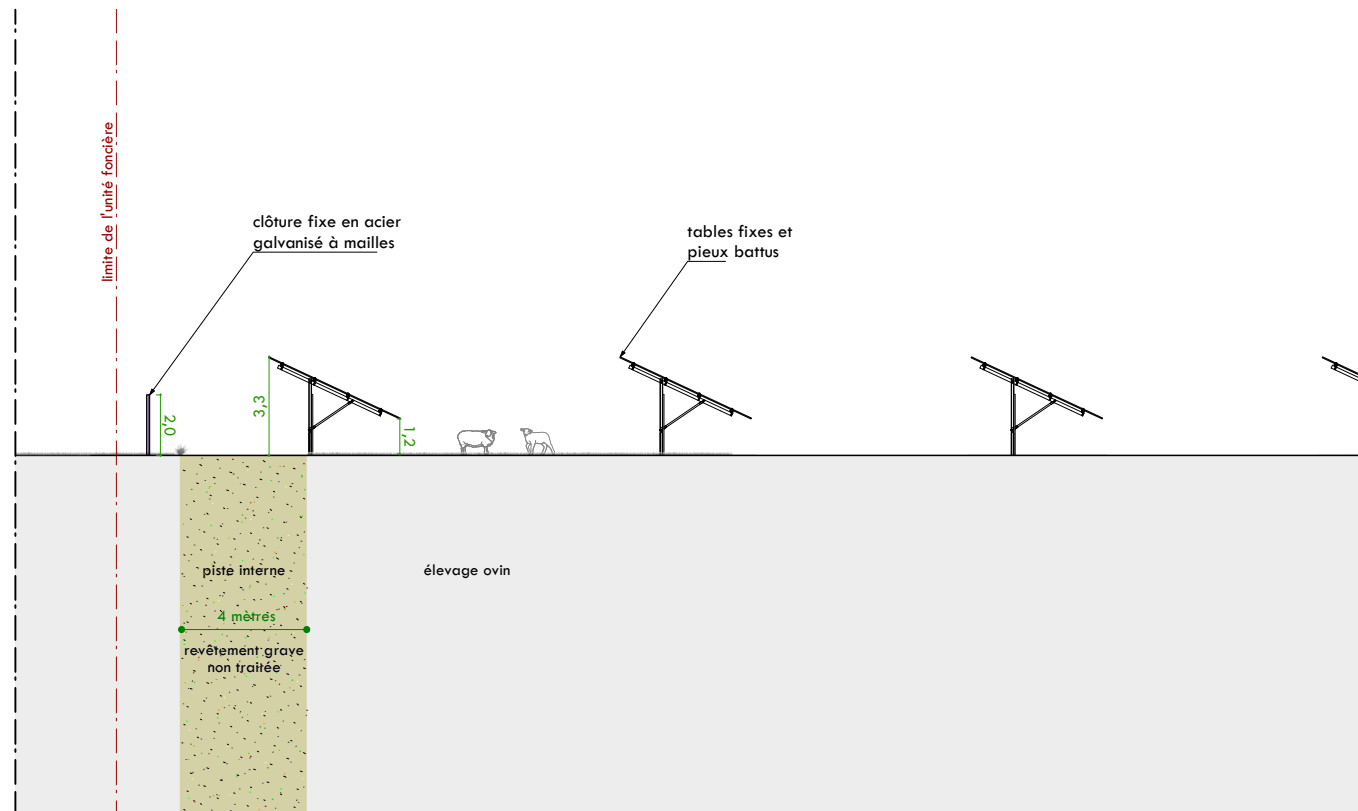 limite de l'unité foncière
clôture fixe en acier
galvanisé à mailles
tables fixes et
pieux battus
2,0
3,3
1,2
piste interne
élevage ovin
4 mètres
revêtement grave
non traitée